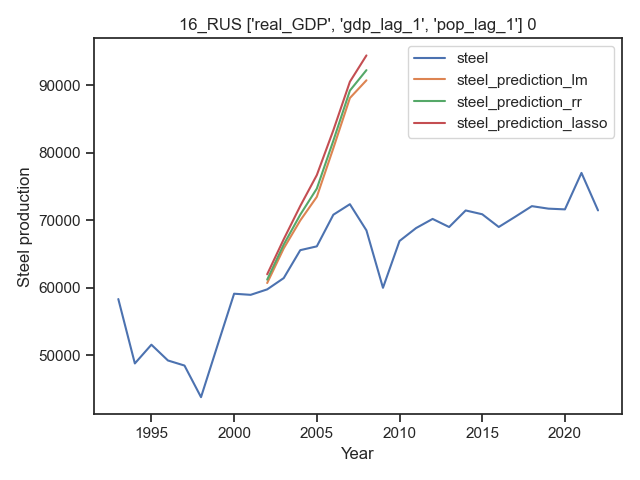 16_RUS ['real_GDP', 'gdp_lag_1', 'pop_lag_1'] 0
steel
steel_prediction_lm
steel_prediction_rr
steel_prediction_lasso
Steel production
90000
80000
70000
60000
50000
1995 2000 2005 2010 2015 2020
Year